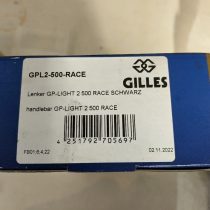 GPL2-500-RACE
GILLES
Lenker GP-LIGHT 2 500 RACE SCHWARZ
handlebar GP-LIGHT 2 500 RACE
4 251792 705697
FB01.6.4.22
02.11.2022